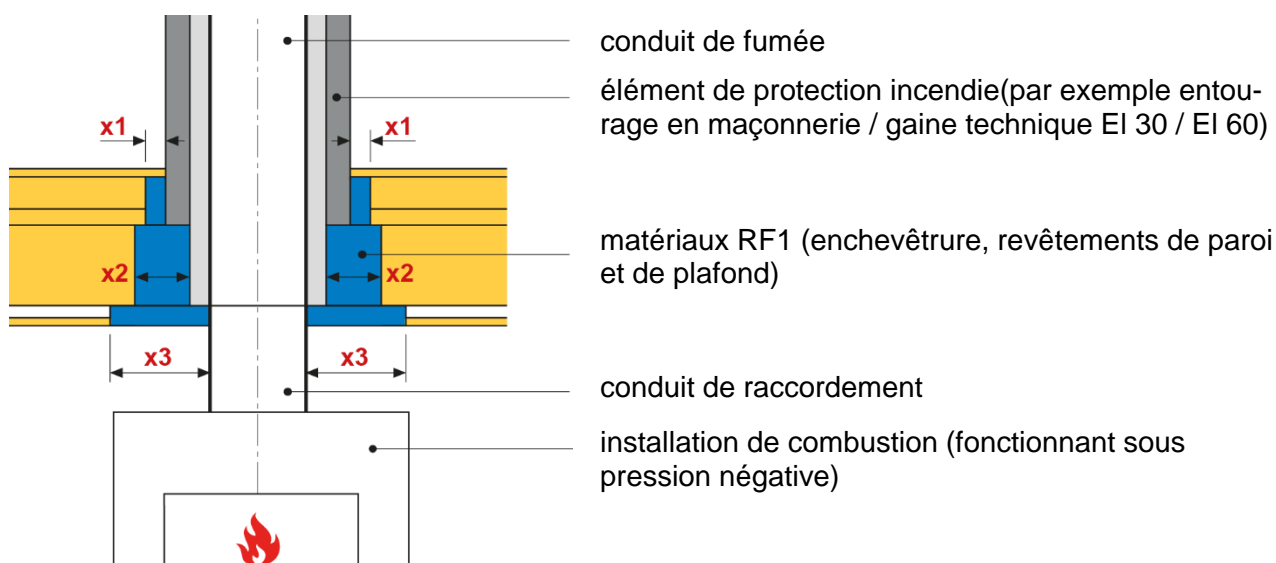 conduit de fumée
élément de protection incendie(par exemple entou-
rage en maçonnerie / gaine technique EI 30 / EI 60)
x1
x1
matériaux RF1 (enchevêtrure, revêtements de paroi
et de plafond)
x2
x2
x3
x3
conduit de raccordement
installation de combustion (fonctionnant sous
pression négative)